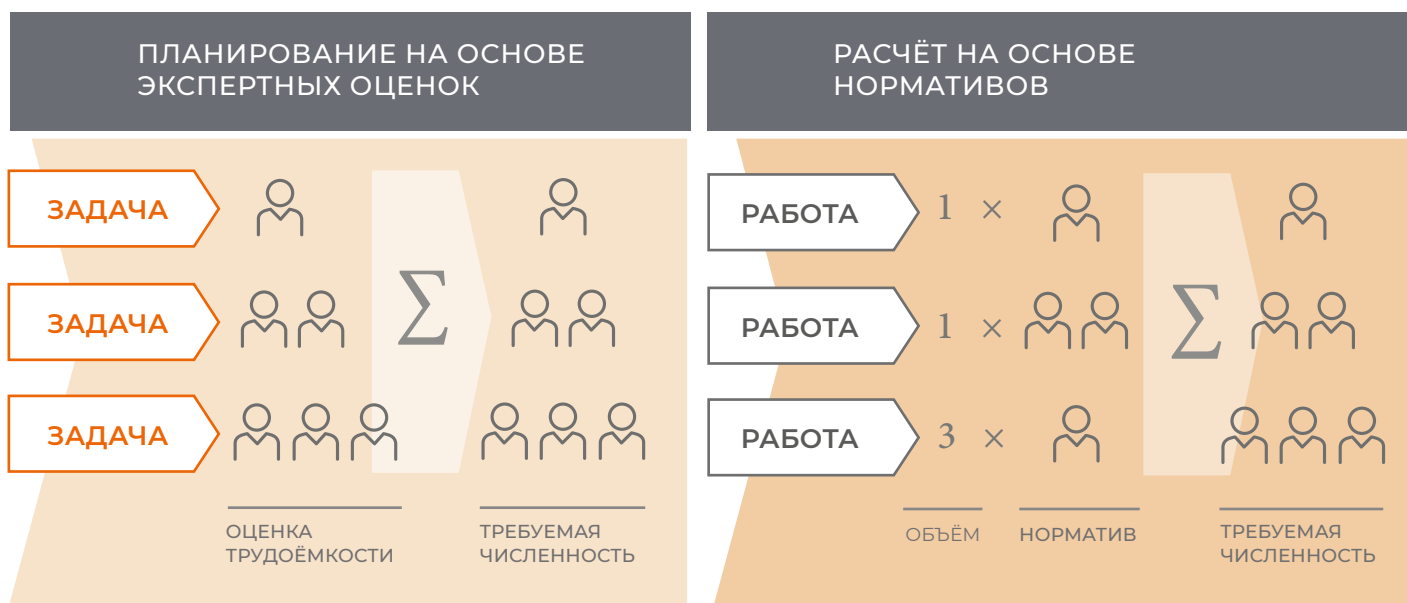 ПЛАНИРОВАНИЕ НА ОСНОВЕ
ЭКСПЕРТНЫХ ОЦЕНОК
ЗАДАЧА
∑
ЗАДАЧА
ЗАДАЧА
ОЦЕНКА
ТРУДОЁМКОСТИ
ТРЕБУЕМАЯ
ЧИСЛЕННОСТЬ
РАСЧЁТ НА ОСНОВЕ
НОРМАТИВОВ
РАБОТА 1 ×
РАБОТА 1 × ∑
РАБОТА 3 ×
ОБЪЁМ
НОРМАТИВ
ТРЕБУЕМАЯ
ЧИСЛЕННОСТЬ